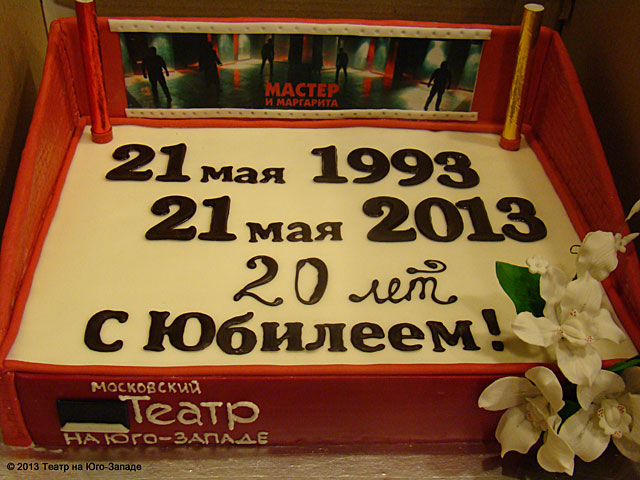 МАСТЕР
И МАРГАРИТА
21 мая 1993
21 мая 2013
20 лет
с Юбилеем!
МОСКОВСКИЙ
Театр
НА ЮГО-ЗАПАДЕ
© 2013 Театр на Юго-Западе